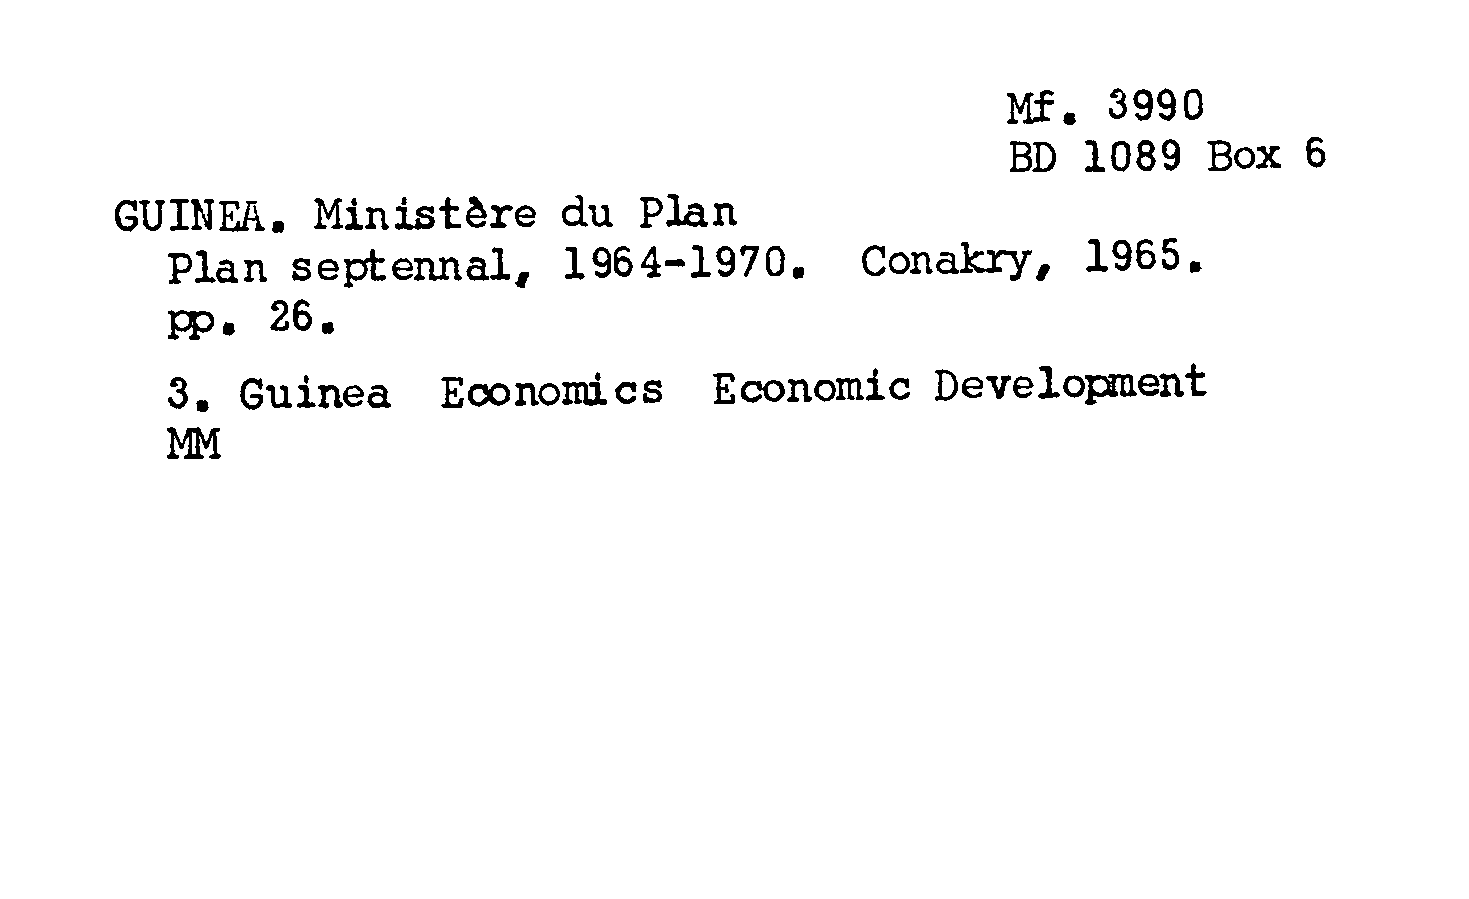 Mf. 3990
BD 1089 Box 6
GUINEA. Ministère du Plan
Plan septennal, 1964-1970. Conakry, 1965.
pp. 26.
3. Guinea Economics Economic Development
MM